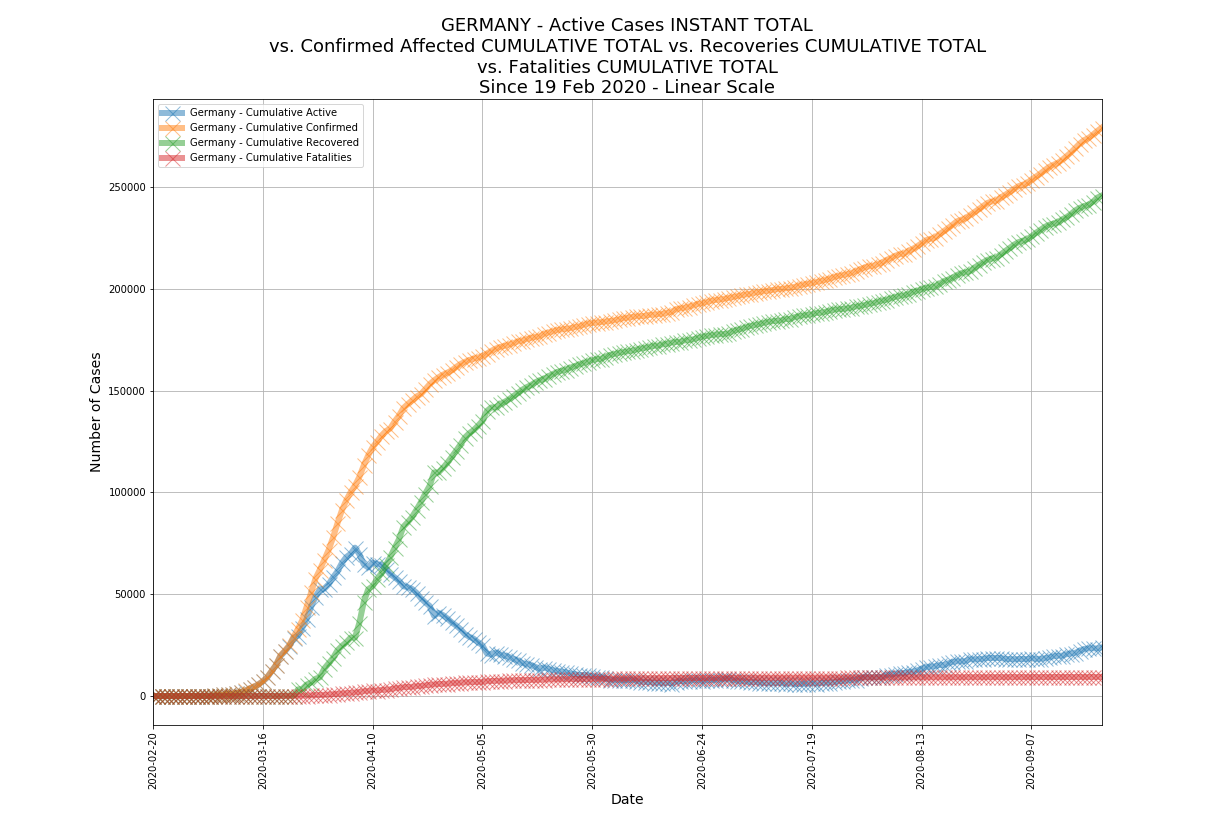 GERMANY - Active Cases INSTANT TOTAL
vs. Confirmed Affected CUMULATIVE TOTAL vs. Recoveries CUMULATIVE TOTAL
vs. Fatalities CUMULATIVE TOTAL
Since 19 Feb 2020 - Linear Scale
Germany - Cumulative Active
Germany - Cumulative Confirmed
Germany - Cumulative Recovered
Germany - Cumulative Fatalities
Number of Cases
250000
200000
150000
100000
50000
0
2020-02-20
2020-03-16
2020-04-10
2020-05-05
2020-05-30
2020-06-24
2020-07-19
2020-08-13
2020-09-07
Date